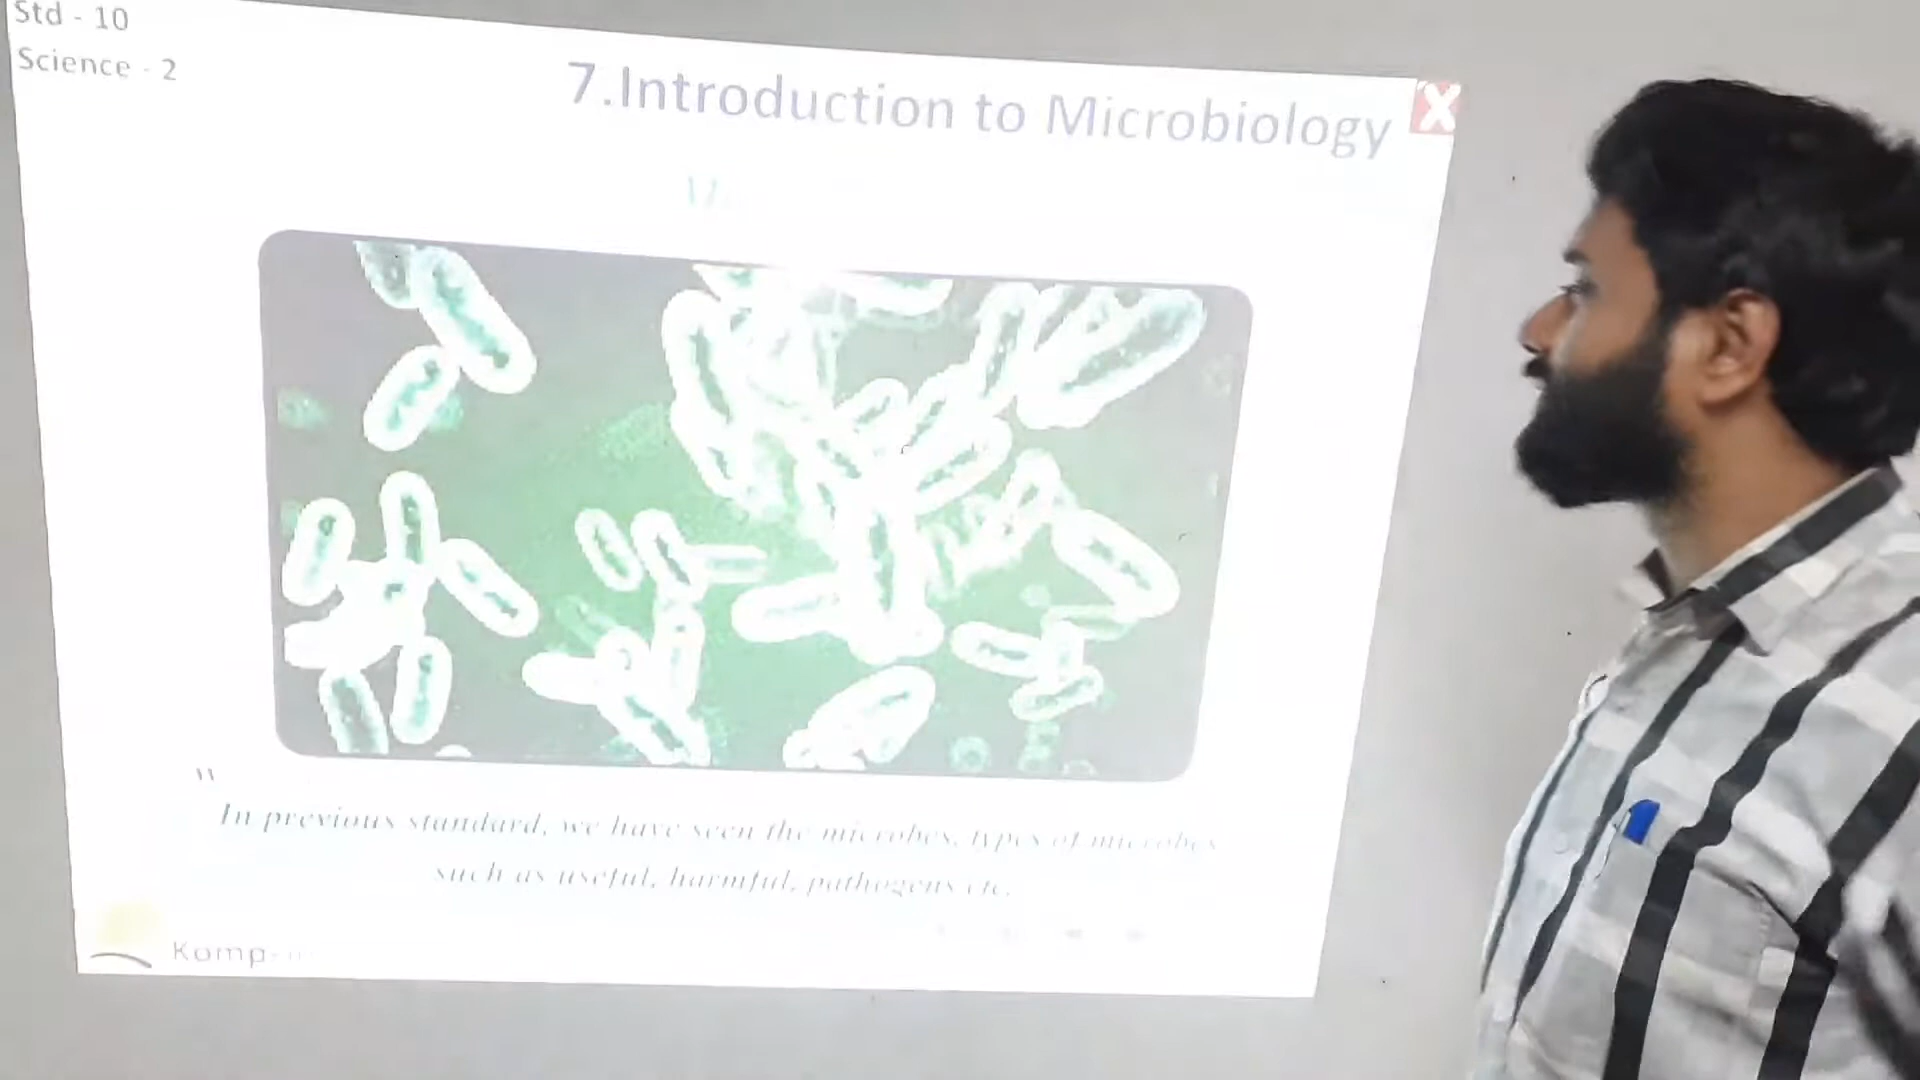 Std - 10
Science - 2
7.Introduction to Microbiology
X
"
In previous standard, we have seen the microbes, types of microbes
such as useful, harmful, pathogens etc.